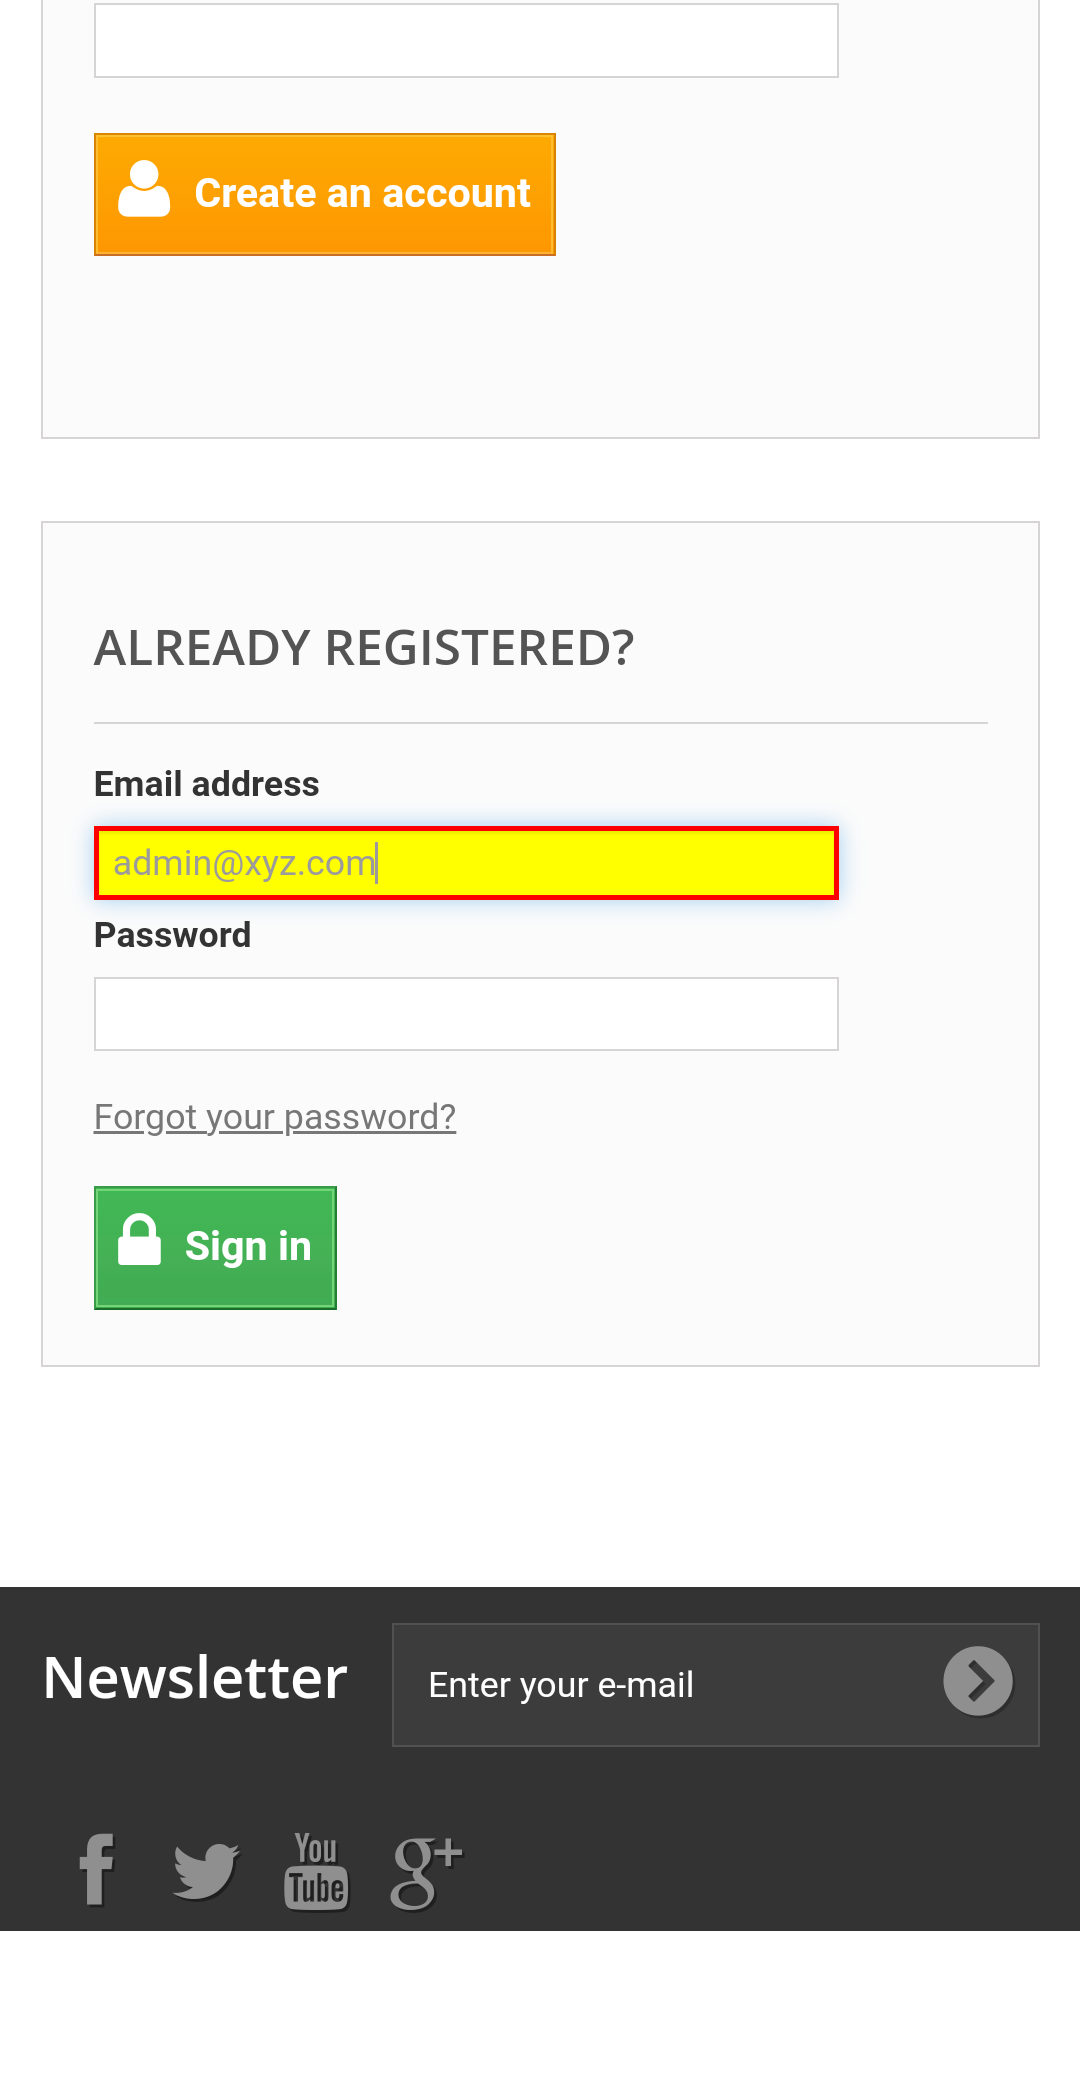 Create an account
ALREADY REGISTERED?
Email address
admin@xyz.com
Password
Forgot your password?
Sign in
Newsletter
Enter your e-mail
f
You
Tube
g+